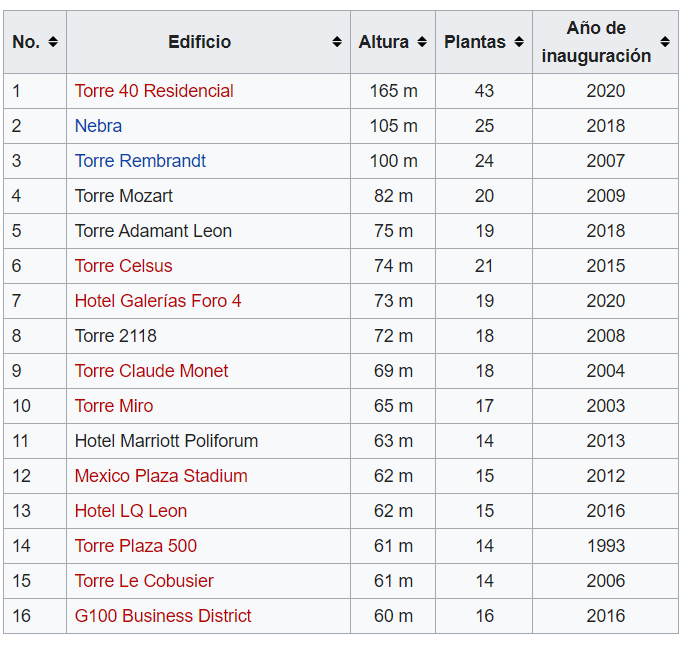 No. Edificio Altura Plantas Año de inauguración
1 Torre 40 Residencial 165 m 43 2020
2 Nebra 105 m 25 2018
3 Torre Rembrandt 100 m 24 2007
4 Torre Mozart 82 m 20 2009
5 Torre Adamant Leon 75 m 19 2018
6 Torre Celsus 74 m 21 2015
7 Hotel Galerías Foro 4 73 m 19 2020
8 Torre 2118 72 m 18 2008
9 Torre Claude Monet 69 m 18 2004
10 Torre Miro 65 m 17 2003
11 Hotel Marriott Poliforum 63 m 14 2013
12 Mexico Plaza Stadium 62 m 15 2012
13 Hotel LQ Leon 62 m 15 2016
14 Torre Plaza 500 61 m 14 1993
15 Torre Le Cobusier 61 m 14 2006
16 G100 Business District 60 m 16 2016